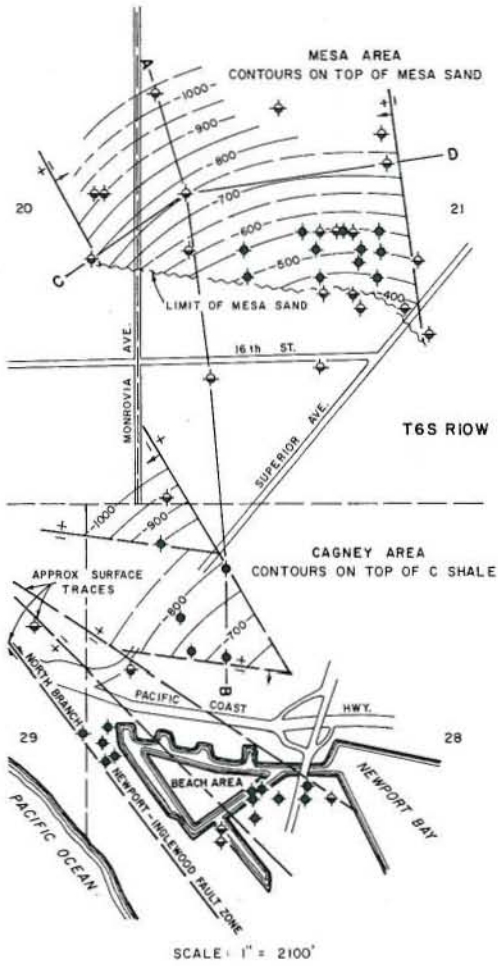 MESA AREA
CONTOURS ON TOP OF MESA SAND
A
-1000
-900
-800
-700
-600
-500
-400
D
C
20
21
LIMIT OF MESA SAND
16th ST.
MONROVIA AVE.
SUPERIOR AVE.
T6S R10W
-1000
-900
-800
-700
CAGNEY AREA
CONTOURS ON TOP OF C SHALE
APPROX SURFACE
TRACES
B
PACIFIC COAST HWY.
29
28
NORTH BRANCH
NEWPORT-INGLEWOOD FAULT ZONE
BEACH AREA
NEWPORT BAY
PACIFIC OCEAN
SCALE: 1" = 2100'